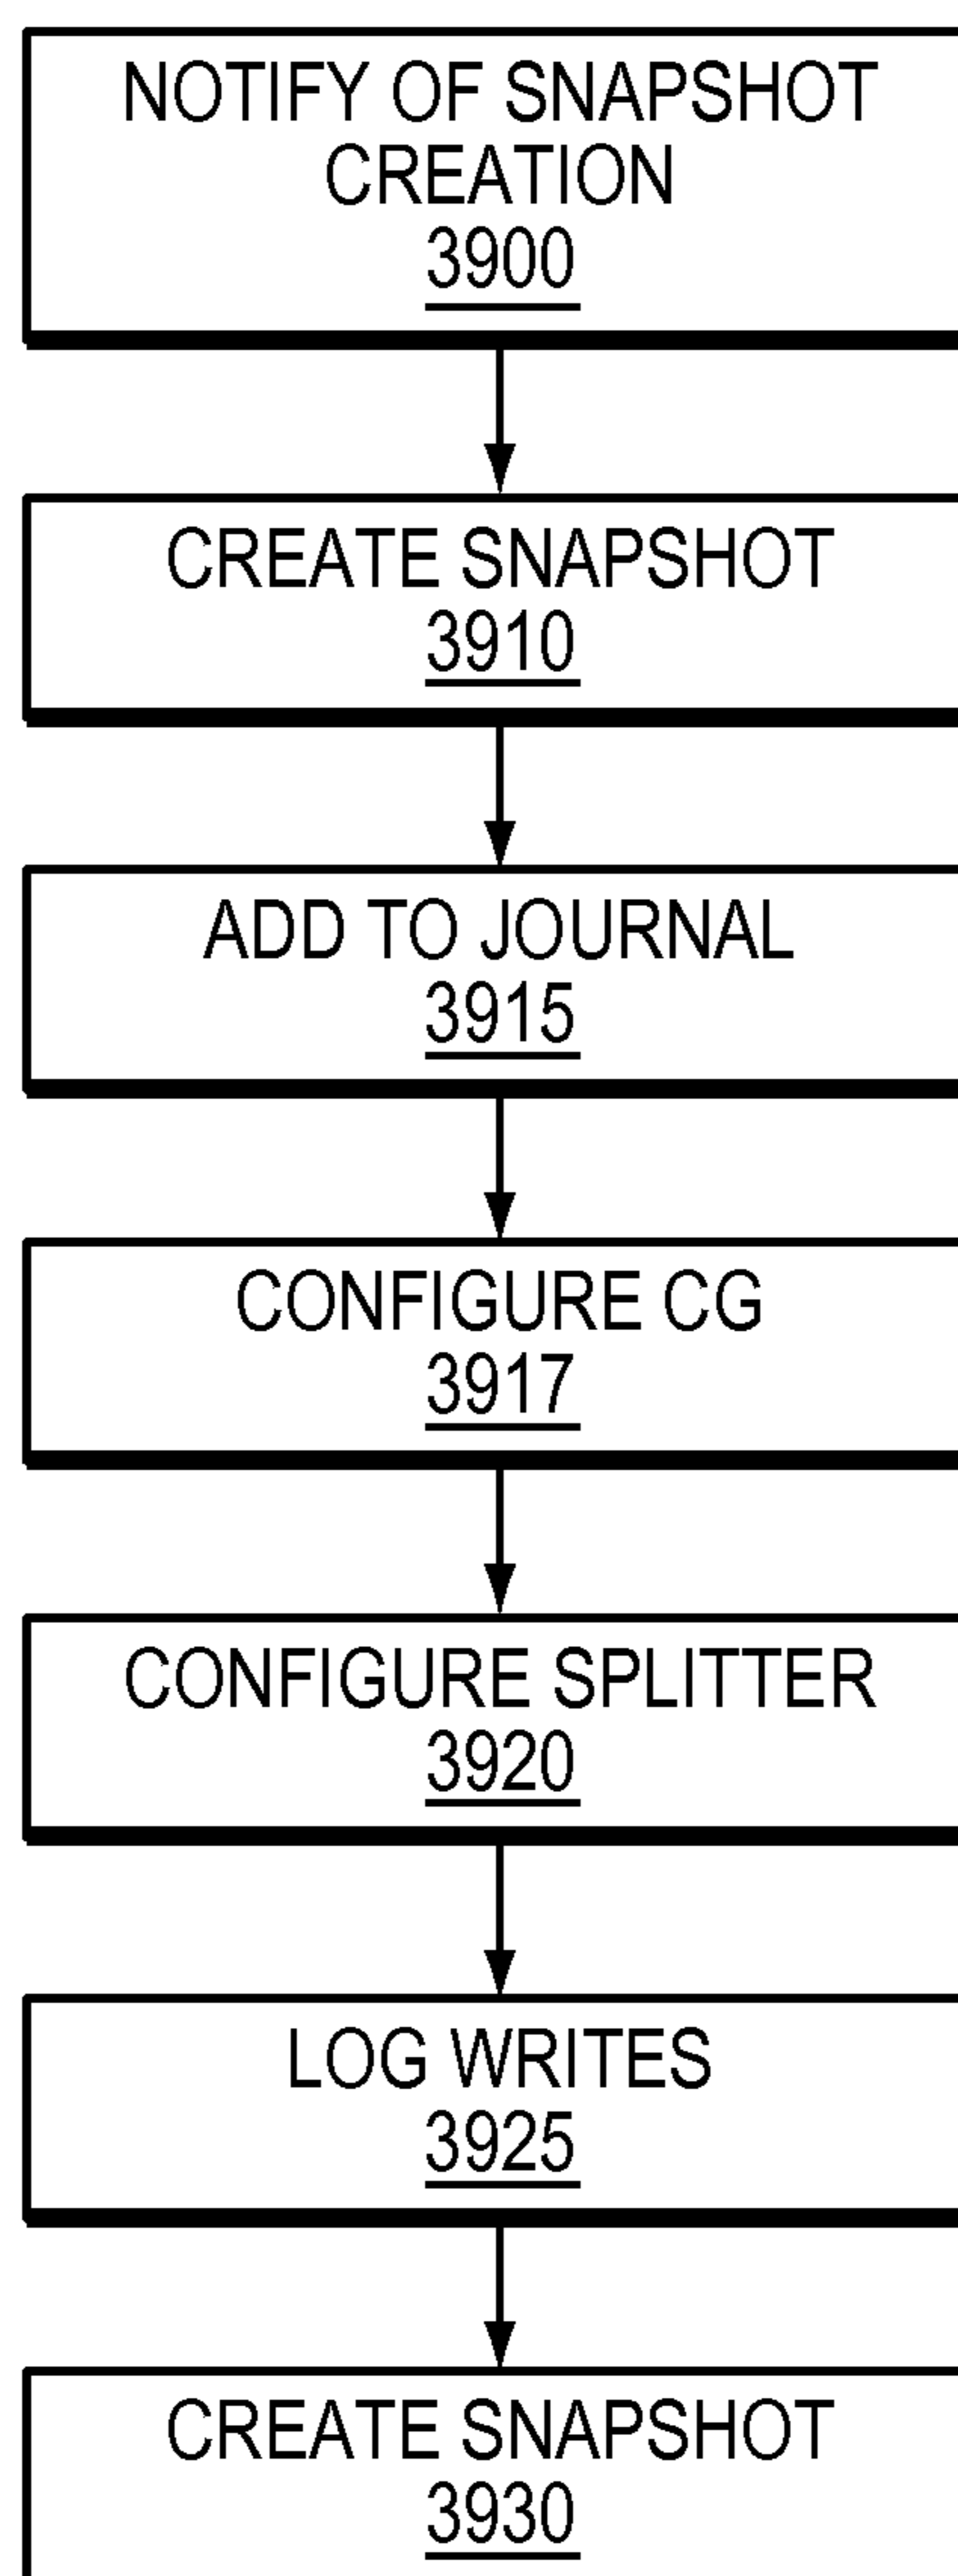 NOTIFY OF SNAPSHOT
CREATION
3900
CREATE SNAPSHOT
3910
ADD TO JOURNAL
3915
CONFIGURE CG
3917
CONFIGURE SPLITTER
3920
LOG WRITES
3925
CREATE SNAPSHOT
3930